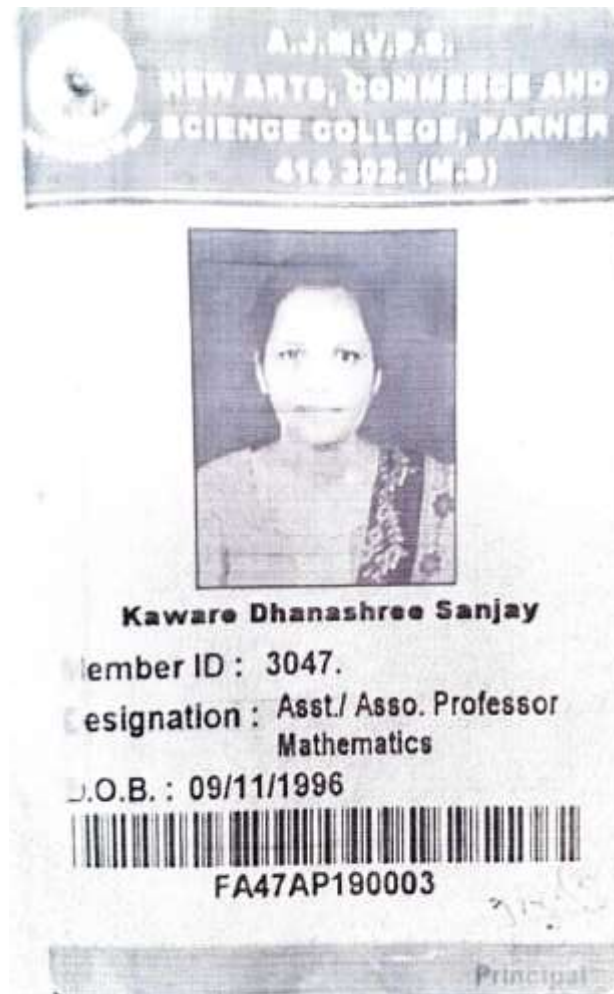 A.J.M.V.P.S.
NEW ARTS, COMMERCE AND
SCIENCE COLLEGE, PARNER
414 302. (M.S)
Kaware Dhanashree Sanjay
ember ID : 3047.
esignation : Asst./ Asso. Professor
Mathematics
D.O.B. : 09/11/1996
FA47AP190003
Principal